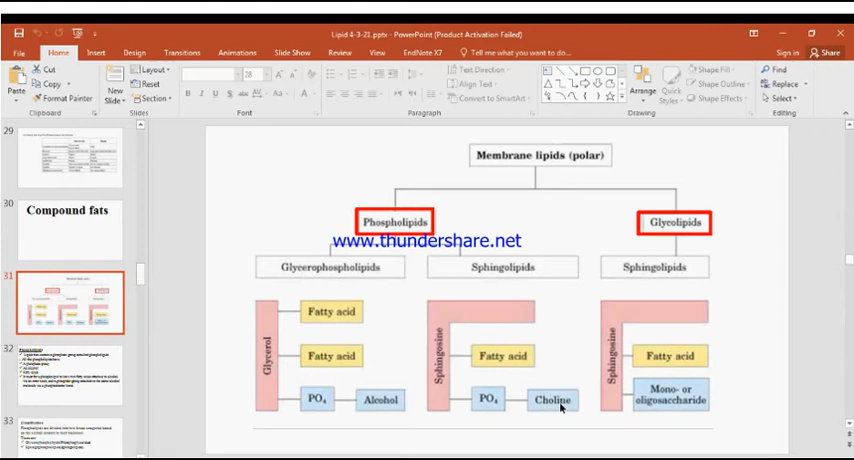 Lipid 4-3-21.pptx - PowerPoint (Product Activation Failed)
File Home Insert Design Transitions Animations Slide Show Review View EndNote X7 Tell me what you want to do... Sign in Share
Paste
Cut
Copy
Format Painter
Clipboard
New
Slide
Layout
Reset
Section
Slides
28
Font
Paragraph
Text Direction
Align Text
Convert to SmartArt
Arrange
Quick
Styles
Shape Fill
Shape Outline
Shape Effects
Drawing
Find
Replace
Select
Editing
29
30
Compound fats
31
32
33
Membrane lipids (polar)
Phospholipids
Glycolipids
www.thundershare.net
Glycerophospholipids
Sphingolipids
Sphingolipids
Glycerol
Fatty acid
Fatty acid
PO4
Alcohol
Sphingosine
Fatty acid
PO4
Choline
Sphingosine
Fatty acid
Mono- or
oligosaccharide